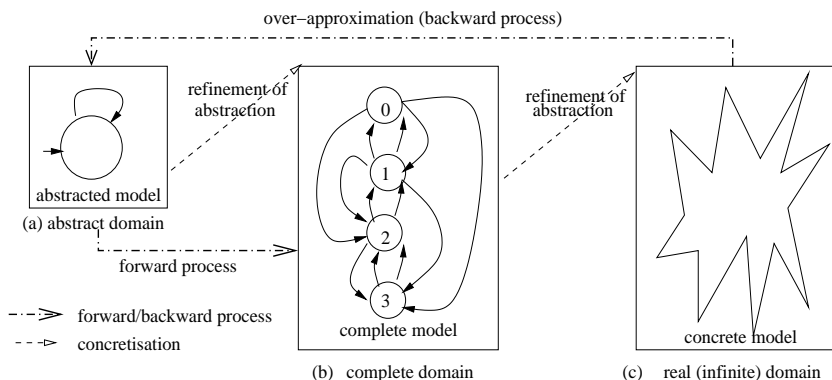 over−approximation (backward process)
refinement of
abstraction
refinement of
abstraction
0
1
2
3
abstracted model
(a) abstract domain
forward process
complete model
concrete model
forward/backward process
concretisation
(b) complete domain
(c) real (infinite) domain